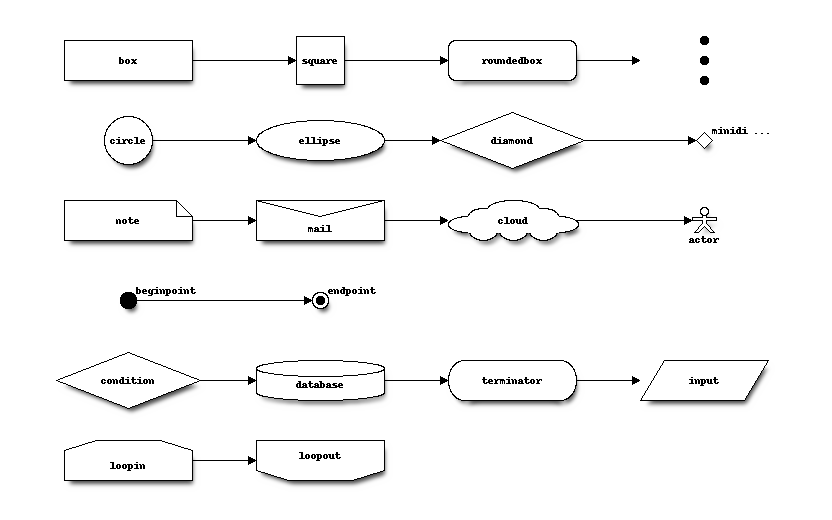 box
square
roundedbox
circle
ellipse
diamond
minidi ...
note
mail
cloud
actor
beginpoint
endpoint
condition
database
terminator
input
loopin
loopout